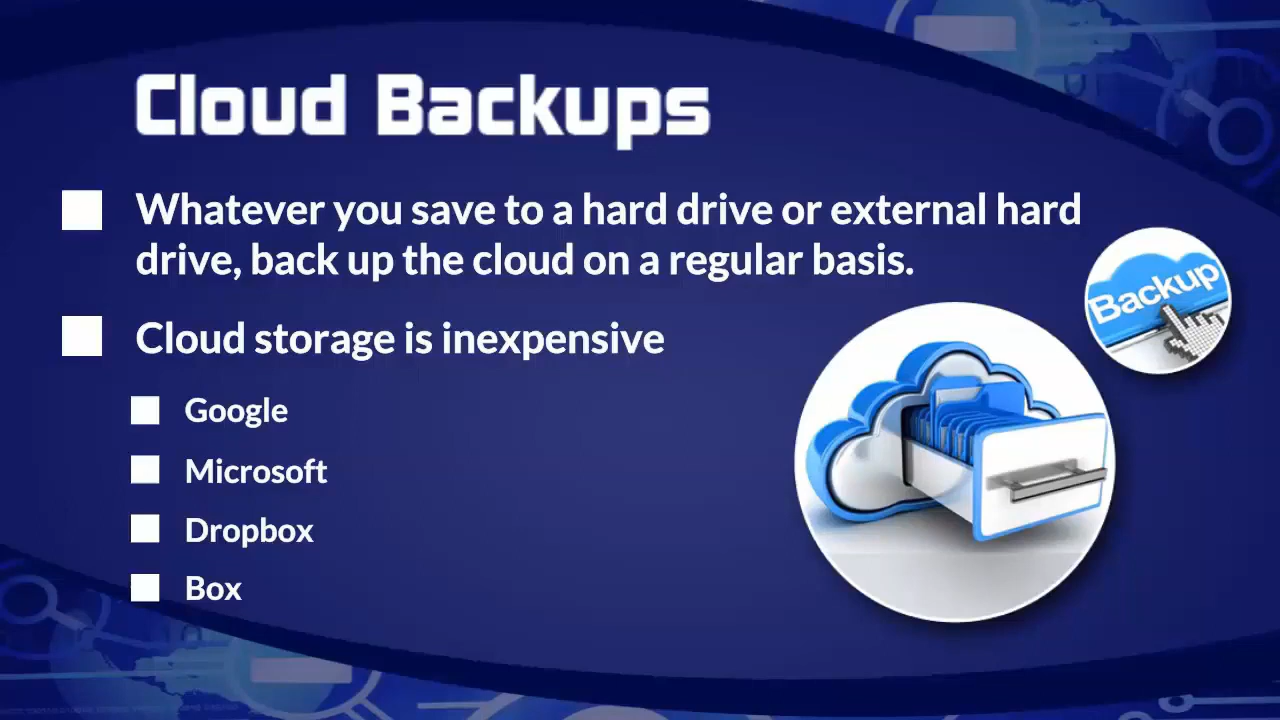 Cloud Backups
Whatever you save to a hard drive or external hard
drive, back up the cloud on a regular basis.
Cloud storage is inexpensive
Google
Microsoft
Dropbox
Box
Backup